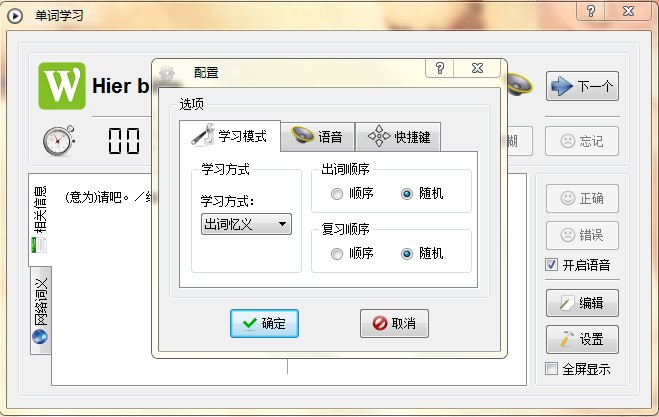 单词学习
W
Hier b
下一个
00
糊
忘记
相关信息
网络词义
(意为)请吧。／
正确
错误
开启语音
编辑
设置
全屏显示
配置
选项
学习模式
语音
快捷键
学习方式
学习方式：
出词忆义
出词顺序
顺序
随机
复习顺序
顺序
随机
确定
取消